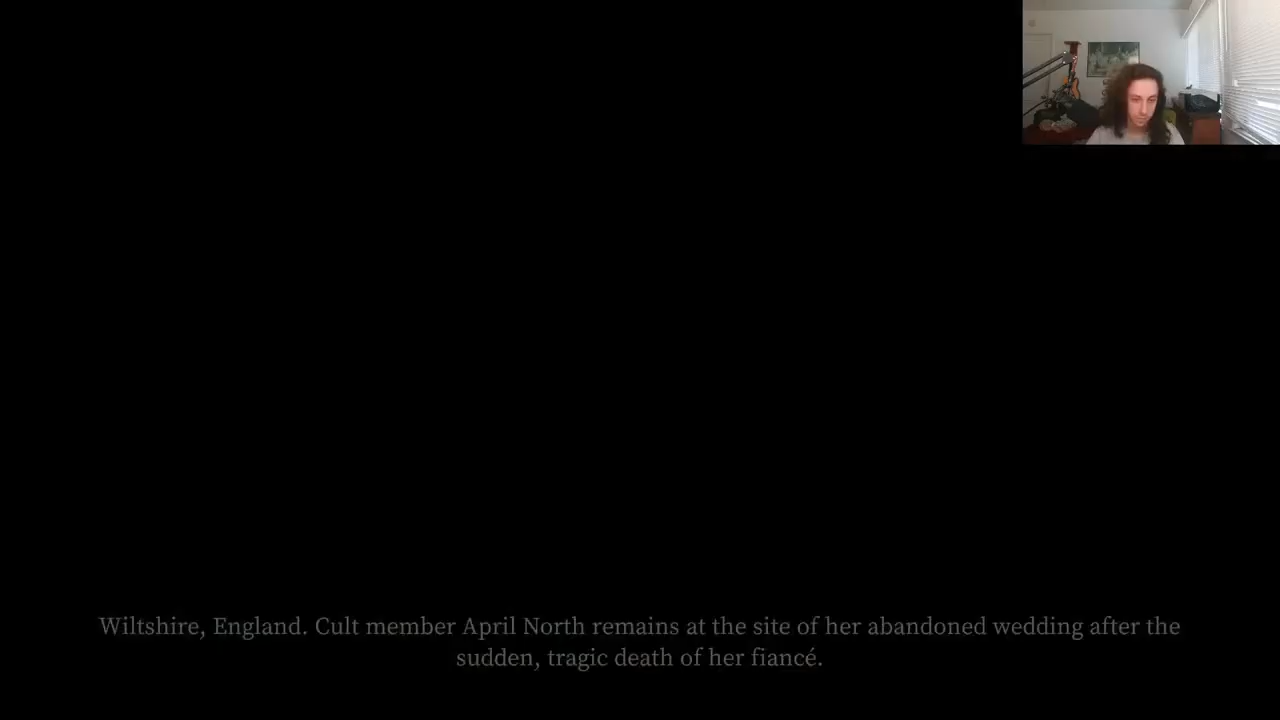 Wiltshire, England. Cult member April North remains at the site of her abandoned wedding after the
sudden, tragic death of her fiancé.